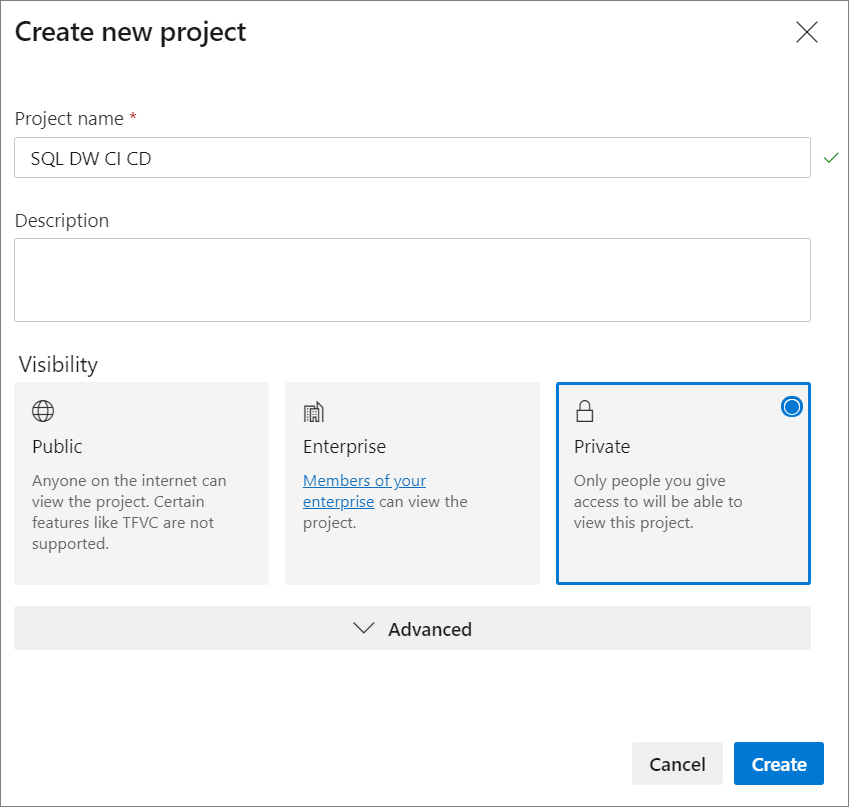 Create new project
Project name *
SQL DW CI CD
Description
Visibility
Public
Anyone on the internet can
view the project. Certain
features like TFVC are not
supported.
Enterprise
Members of your
enterprise can view the
project.
Private
Only people you give
access to will be able to
view this project.
Advanced
Cancel
Create